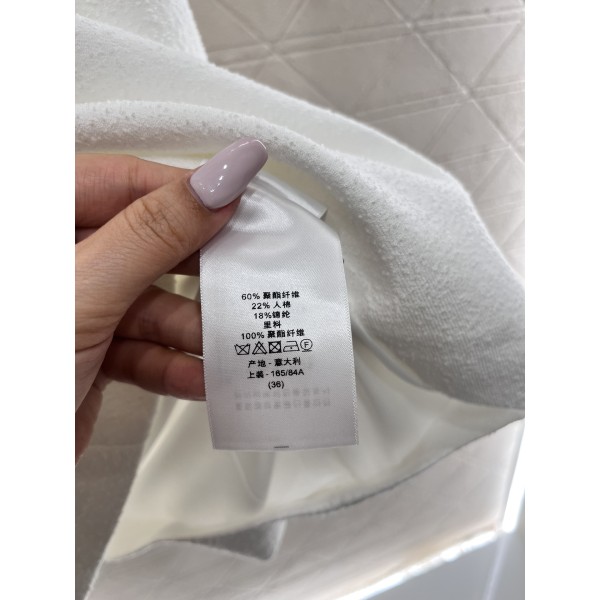 60% 聚酯纤维
22% 人棉
18%锦纶
里料
100% 聚酯纤维
F
产地 - 意大利
上装 - 165/84A
(36)